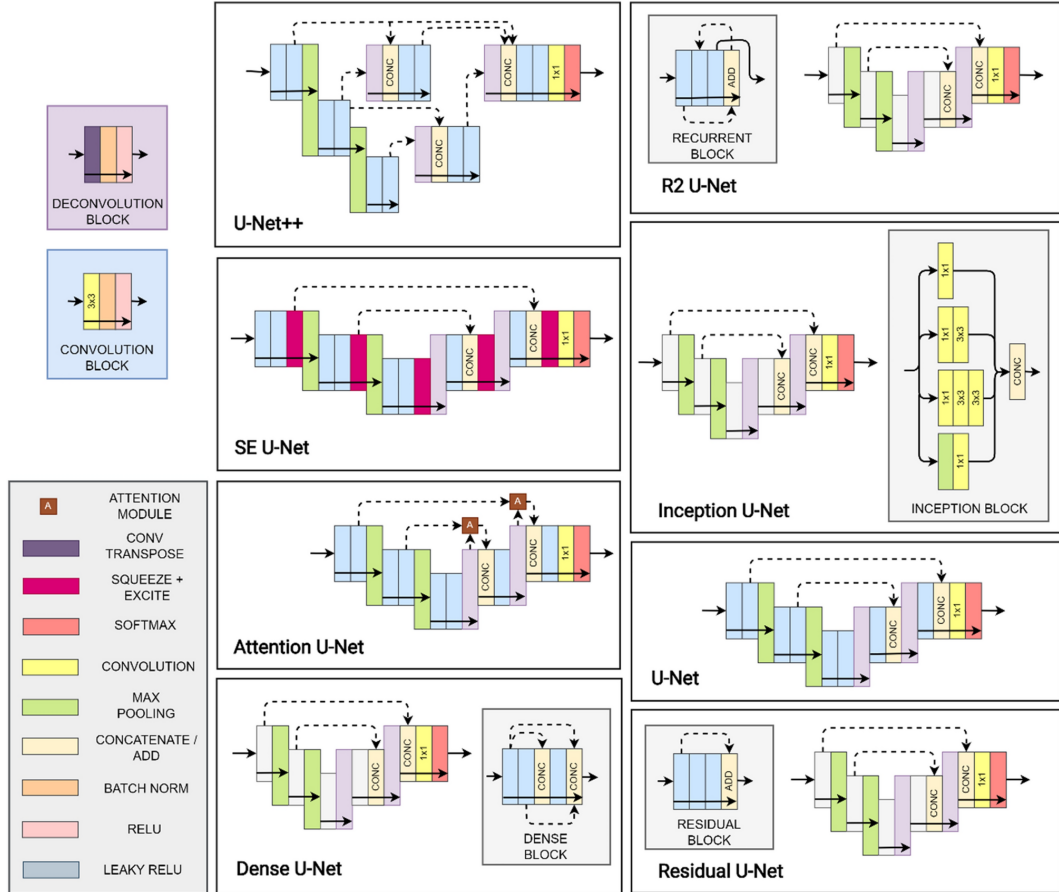 DECONVOLUTION
BLOCK
3x3
CONVOLUTION
BLOCK
ATTENTION
MODULE
CONV
TRANSPOSE
SQUEEZE +
EXCITE
SOFTMAX
CONVOLUTION
MAX
POOLING
CONCATENATE /
ADD
BATCH NORM
RELU
LEAKY RELU
A
CONC
CONC
1x1
CONC
U-Net++
CONC
CONC
1x1
SE U-Net
A
A
CONC
CONC
1x1
Attention U-Net
CONC
CONC
1x1
CONC
CONC
DENSE
BLOCK
Dense U-Net
ADD
RECURRENT
BLOCK
CONC
CONC
1x1
R2 U-Net
CONC
CONC
1x1
1x1
1x1
3x3
1x1
3x3
3x3
1x1
CONC
INCEPTION BLOCK
Inception U-Net
CONC
CONC
1x1
U-Net
ADD
RESIDUAL
BLOCK
CONC
CONC
1x1
Residual U-Net